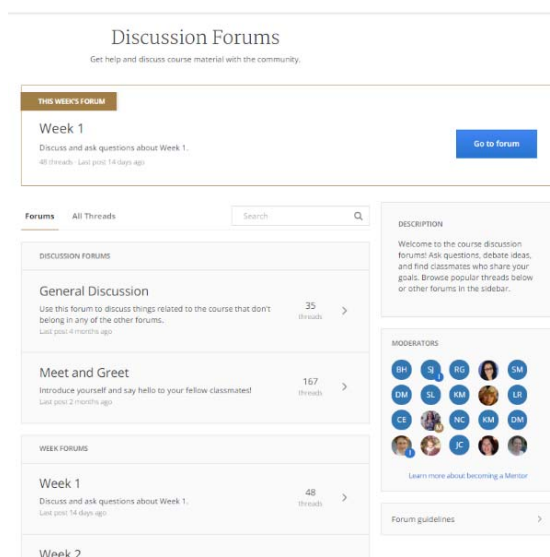 Discussion Forums
Get help and discuss course material with the community.
THIS WEEK'S FORUM
Week 1
Discuss and ask questions about Week 1.
48 threads · Last post 14 days ago
Go to forum
Forums
All Threads
Search
DISCUSSION FORUMS
General Discussion
Use this forum to discuss things related to the course that don't
belong in any of the other forums.
Last post 4 months ago
35
threads
Meet and Greet
Introduce yourself and say hello to your fellow classmates!
Last post 2 months ago
167
threads
WEEK FORUMS
Week 1
Discuss and ask questions about Week 1.
Last post 14 days ago
48
threads
Week 2
DESCRIPTION
Welcome to the course discussion
forums! Ask questions, debate ideas,
and find classmates who share your
goals. Browse popular threads below
or other forums in the sidebar.
MODERATORS
BH SJ RG SM
DM SL KM LR
CE M NC KM DM
JC
Learn more about becoming a Mentor
Forum guidelines